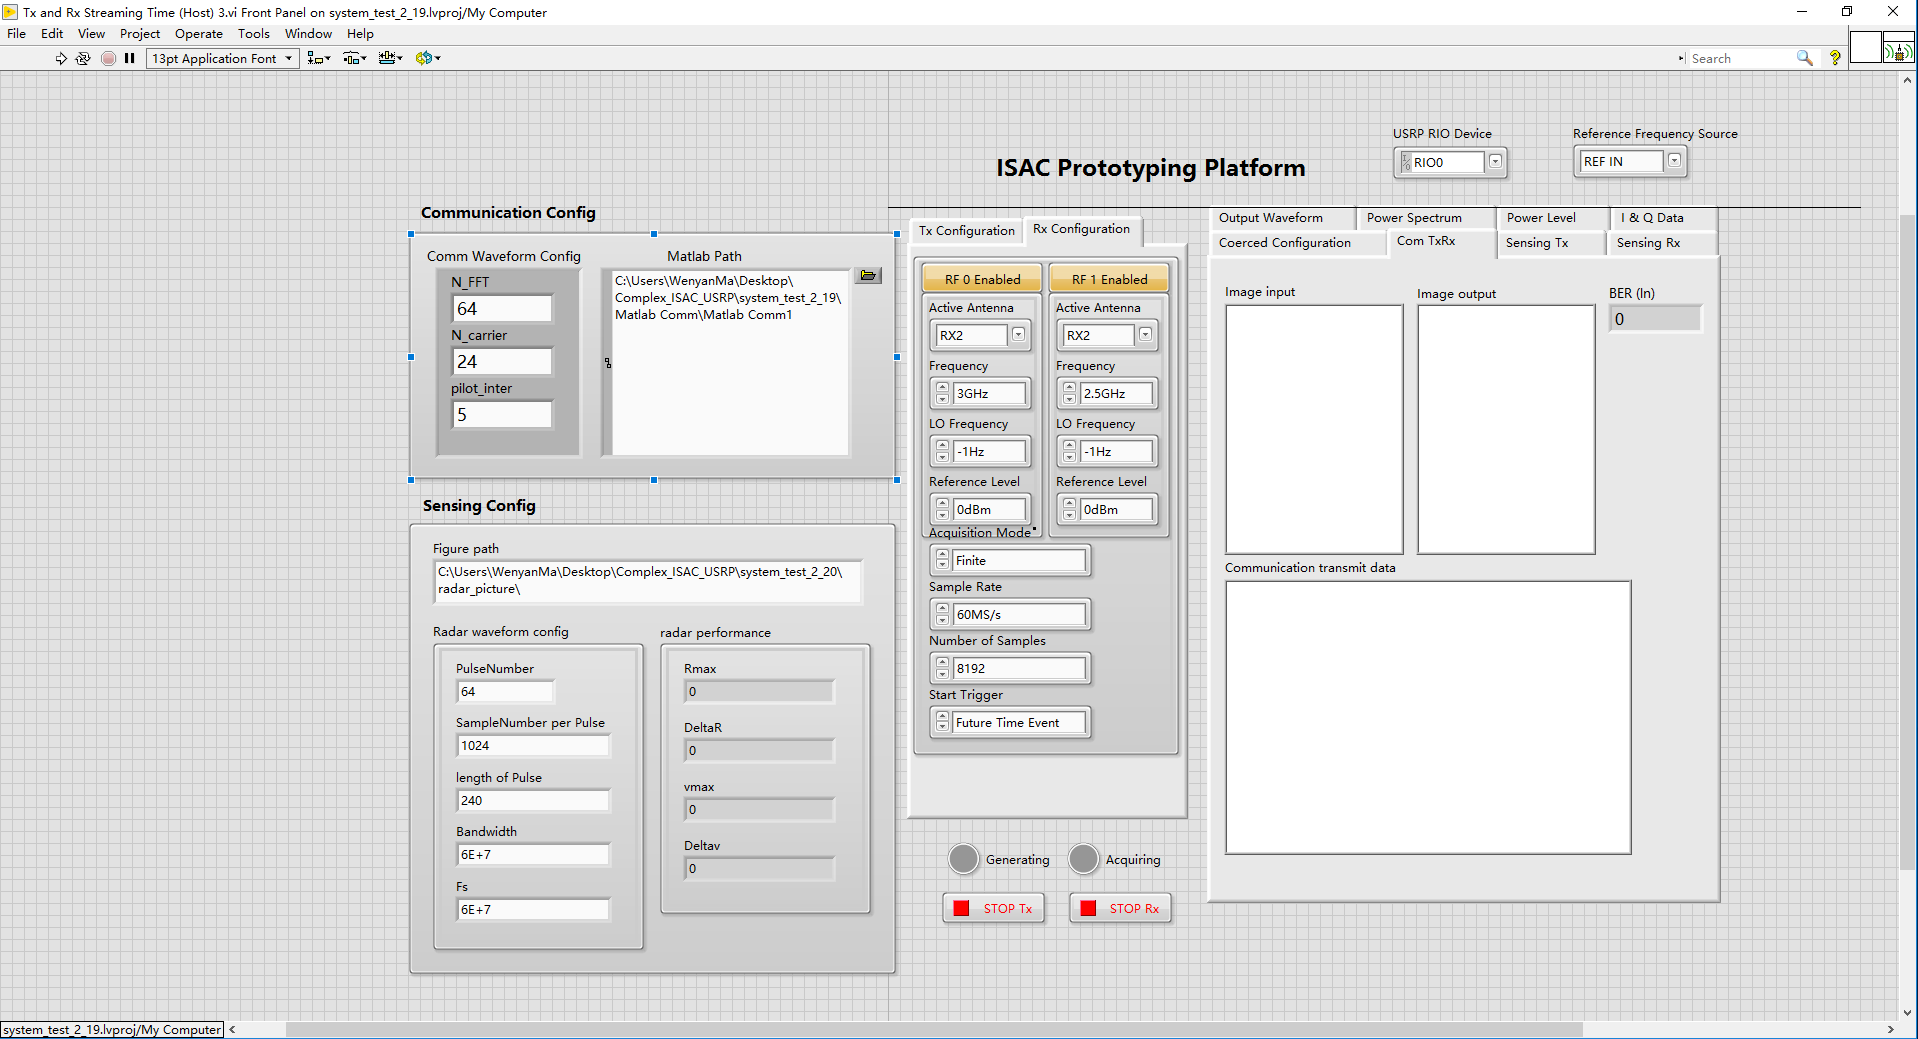 Tx and Rx Streaming Time (Host) 3.vi Front Panel on system_test_2_19.lvproj/My Computer
File Edit View Project Operate Tools Window Help
13pt Application Font
Search
USRP RIO Device
RIO0
Reference Frequency Source
REF IN
ISAC Prototyping Platform
Communication Config
Comm Waveform Config
N_FFT
64
N_carrier
24
pilot_inter
5
Matlab Path
C:\Users\WenyanMa\Desktop\
Complex_ISAC_USRP\system_test_2_19\
Matlab Comm\Matlab Comm1
Sensing Config
Figure path
C:\Users\WenyanMa\Desktop\Complex_ISAC_USRP\system_test_2_20\
radar_picture\
Radar waveform config
PulseNumber
64
SampleNumber per Pulse
1024
length of Pulse
240
Bandwidth
6E+7
Fs
6E+7
radar performance
Rmax
0
DeltaR
0
vmax
0
Deltav
0
Tx Configuration
Rx Configuration
RF 0 Enabled
Active Antenna
RX2
Frequency
3GHz
LO Frequency
-1Hz
Reference Level
0dBm
RF 1 Enabled
Active Antenna
RX2
Frequency
2.5GHz
LO Frequency
-1Hz
Reference Level
0dBm
Acquisition Mode
Finite
Sample Rate
60MS/s
Number of Samples
8192
Start Trigger
Future Time Event
Generating
Acquiring
STOP Tx
STOP Rx
Output Waveform
Power Spectrum
Power Level
I & Q Data
Coerced Configuration
Com TxRx
Sensing Tx
Sensing Rx
Image input
Image output
BER (ln)
0
Communication transmit data
system_test_2_19.lvproj/My Computer